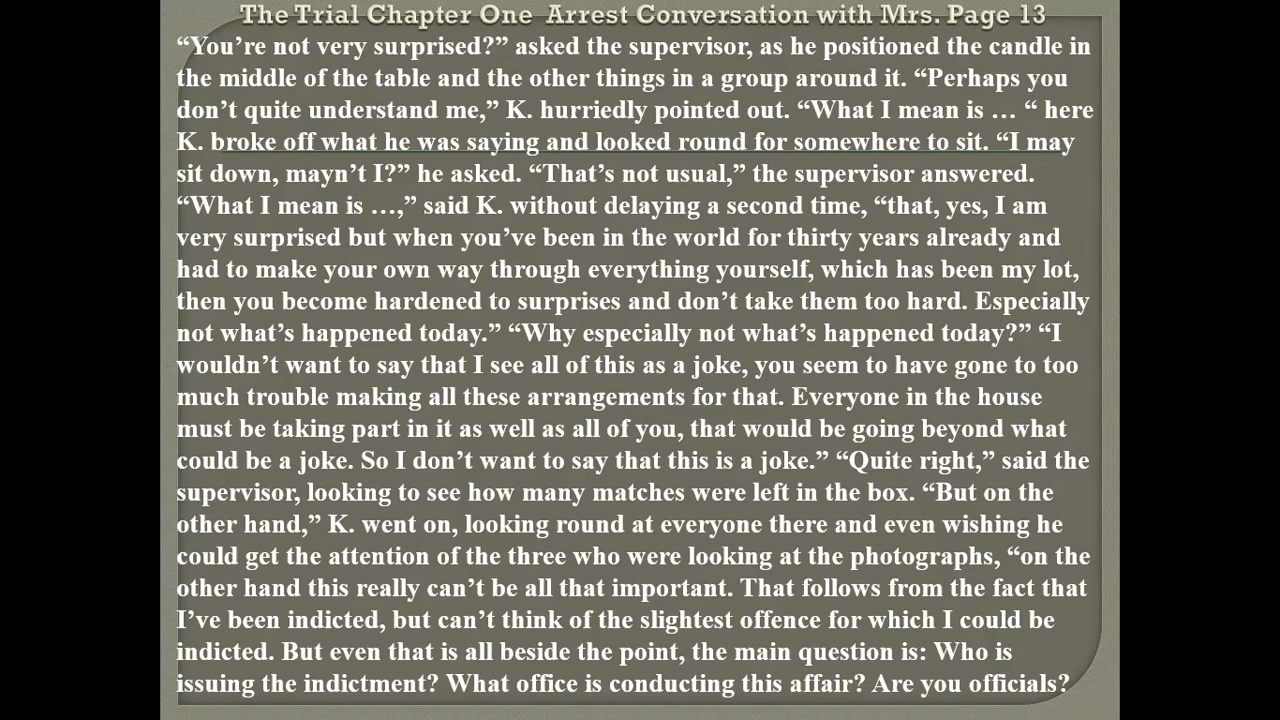 The Trial Chapter One Arrest Conversation with Mrs. Page 13
“You’re not very surprised?” asked the supervisor, as he positioned the candle in
the middle of the table and the other things in a group around it. “Perhaps you
don’t quite understand me,” K. hurriedly pointed out. “What I mean is … “ here
K. broke off what he was saying and looked round for somewhere to sit. “I may
sit down, mayn’t I?” he asked. “That’s not usual,” the supervisor answered.
“What I mean is …,” said K. without delaying a second time, “that, yes, I am
very surprised but when you’ve been in the world for thirty years already and
had to make your own way through everything yourself, which has been my lot,
then you become hardened to surprises and don’t take them too hard. Especially
not what’s happened today.” “Why especially not what’s happened today?” “I
wouldn’t want to say that I see all of this as a joke, you seem to have gone to too
much trouble making all these arrangements for that. Everyone in the house
must be taking part in it as well as all of you, that would be going beyond what
could be a joke. So I don’t want to say that this is a joke.” “Quite right,” said the
supervisor, looking to see how many matches were left in the box. “But on the
other hand,” K. went on, looking round at everyone there and even wishing he
could get the attention of the three who were looking at the photographs, “on the
other hand this really can’t be all that important. That follows from the fact that
I’ve been indicted, but can’t think of the slightest offence for which I could be
indicted. But even that is all beside the point, the main question is: Who is
issuing the indictment? What office is conducting this affair? Are you officials?